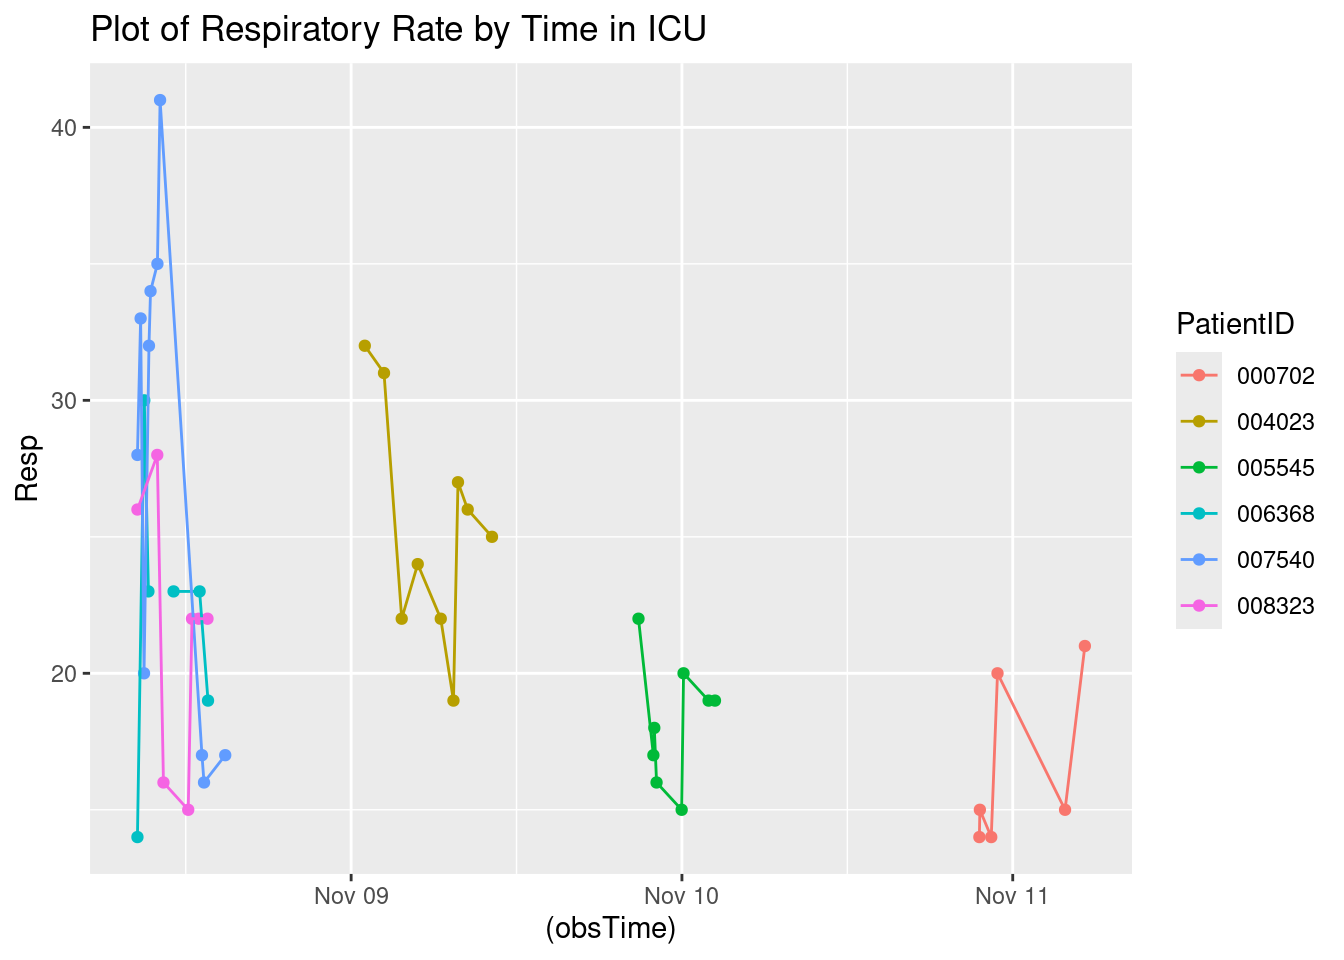 Plot of Respiratory Rate by Time in ICU
40
30
20
Resp
Nov 09
Nov 10
Nov 11
(obsTime)
PatientID
000702
004023
005545
006368
007540
008323